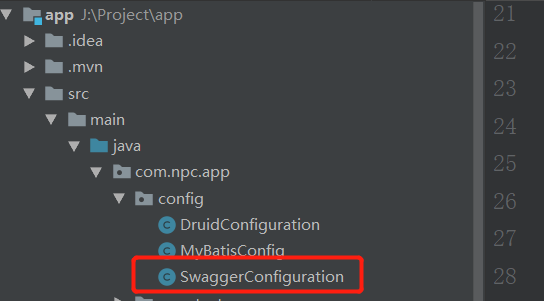 app J:\Project\app
.idea
.mvn
src
main
java
com.npc.app
config
DruidConfiguration
MyBatisConfig
SwaggerConfiguration
21
22
23
24
25
26
27
28